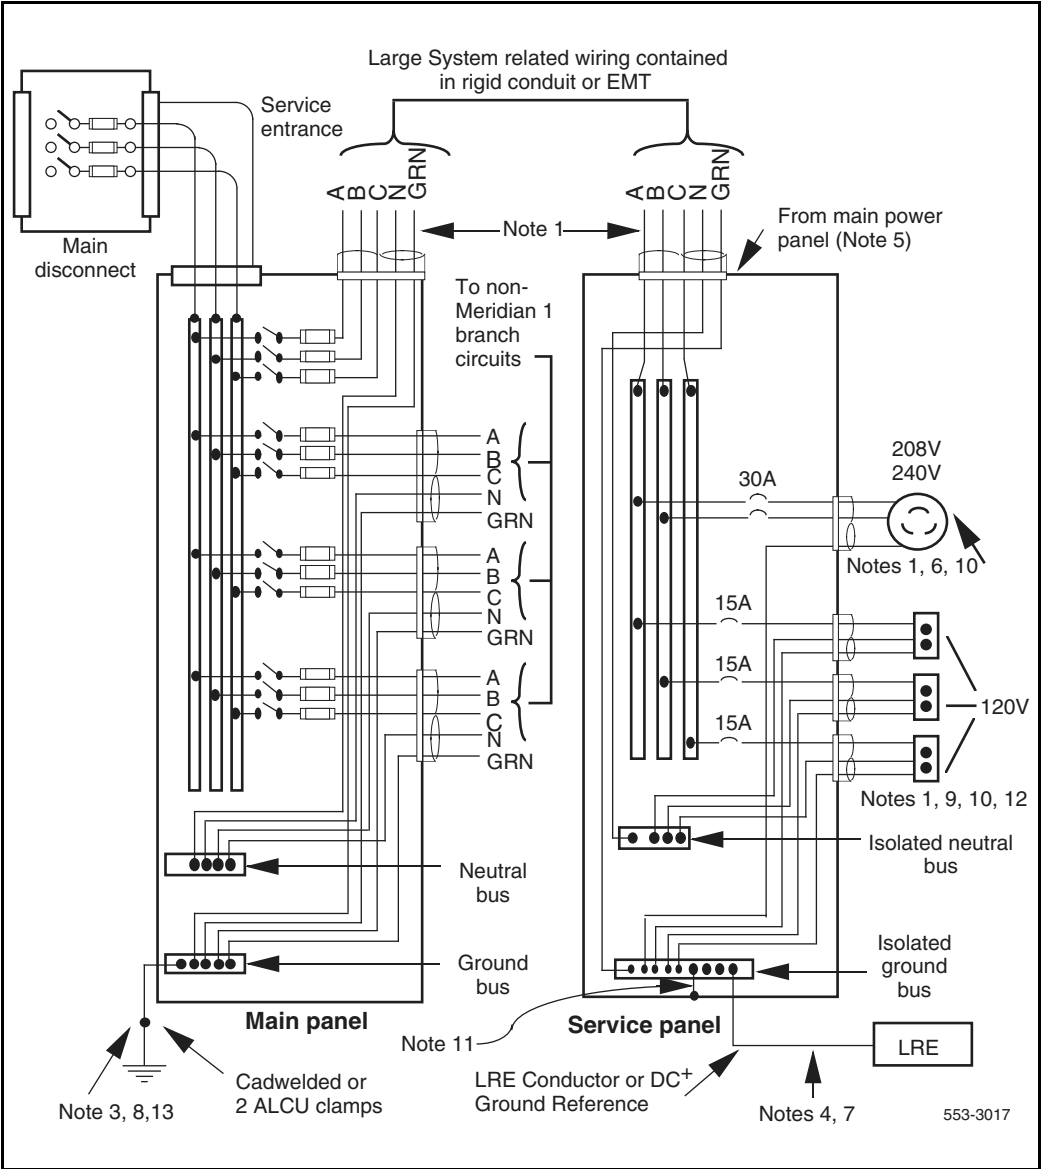 Large System related wiring contained
in rigid conduit or EMT
Service
entrance
A
B
C
N
GRN
A
B
C
N
GRN
Main
disconnect
Note 1
From main power
panel (Note 5)
To non-
Meridian 1
branch
circuits
A
B
C
N
GRN
A
B
C
N
GRN
A
B
C
N
GRN
208V
240V
30A
Notes 1, 6, 10
15A
15A
15A
120V
Notes 1, 9, 10, 12
Isolated neutral
bus
Neutral
bus
Ground
bus
Isolated
ground
bus
Main panel
Service panel
Note 11
LRE
Cadwelded or
2 ALCU clamps
LRE Conductor or DC+
Ground Reference
Note 3, 8,13
Notes 4, 7
553-3017